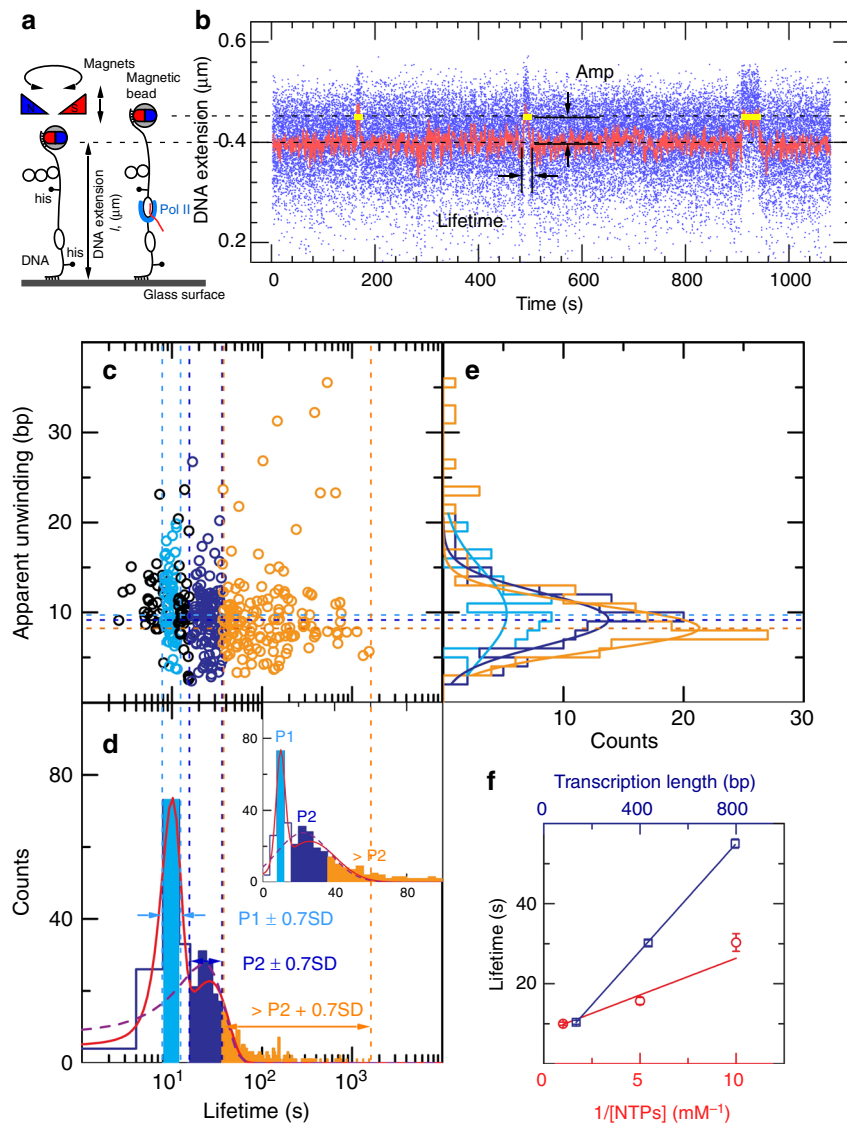 a
Magnets
Magnetic
bead
N
S
his
Pol II
DNA extension
l, (µm)
his
DNA
Glass surface
b
DNA extension (µm)
0.6
0.4
0.2
Amp
Lifetime
0
200
400
600
800
1000
Time (s)
c
Apparent unwinding (bp)
30
20
10
e
10
20
30
Counts
d
Counts
80
40
0
P1 ± 0.7SD
P2 ± 0.7SD
> P2 + 0.7SD
10¹
10²
10³
Lifetime (s)
80
40
0
P1
P2
> P2
0
40
80
f
Transcription length (bp)
0
400
800
Lifetime (s)
50
30
10
0
5
10
1/[NTPs] (mM⁻¹)